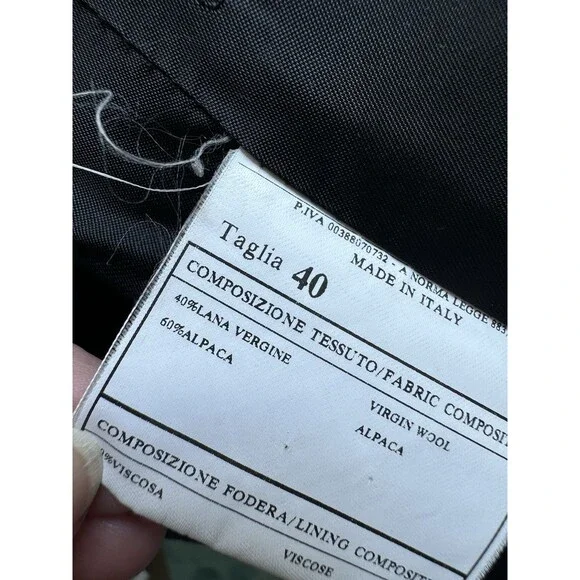 P.IVA 00388070732 - A NORMA LEGGE 883
MADE IN ITALY
Taglia 40
COMPOSIZIONE TESSUTO/FABRIC COMPOSI
40%LANA VERGINE VIRGIN WOOL
60%ALPACA ALPACA
COMPOSIZIONE FODERA/LINING COMPOSI
%VISCOSA VISCOSE